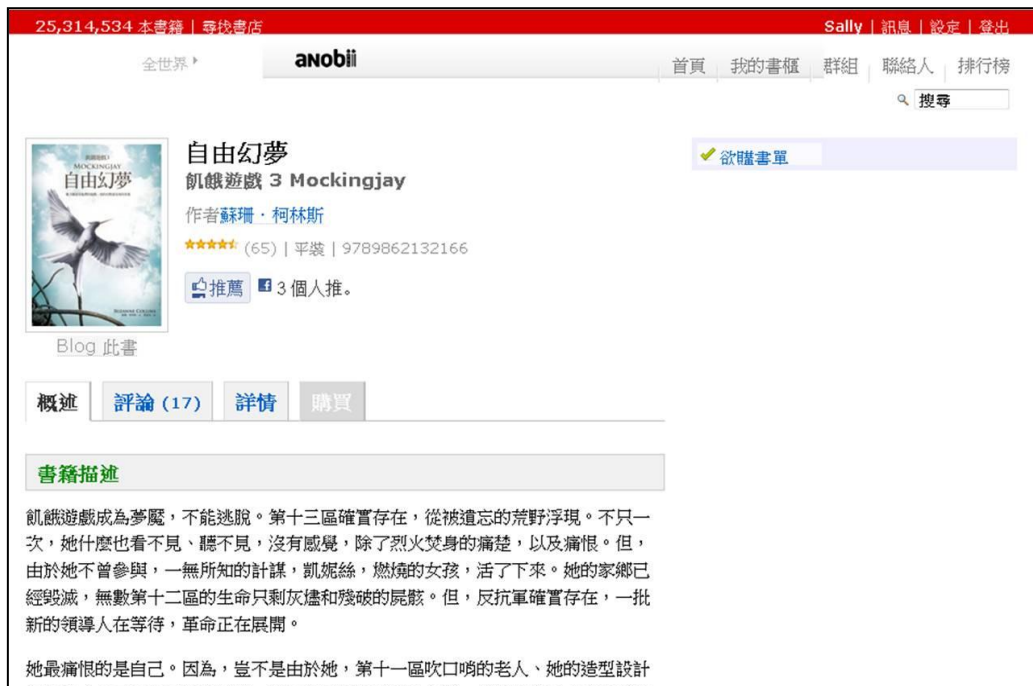 25,314,534 本書籍 | 尋找書店
Sally | 訊息 | 設定 | 登出
全世界
aNobii
首頁 我的書櫃 群組 聯絡人 排行榜
搜尋
MOCKINGJAY
自由幻夢
自由幻夢
飢餓遊戲 3 Mockingjay
作者蘇珊．柯林斯
(65) | 平裝 | 9789862132166
推薦 3 個人推。
欲購書單
Blog 此書
概述 評論 (17) 詳情 購買
書籍描述
飢餓遊戲成為夢魘，不能逃脫。第十三區確實存在，從被遺忘的荒野浮現。不只一
次，她什麼也看不見、聽不見，沒有感覺，除了烈火焚身的痛楚，以及痛恨。但，
由於她不曾參與，一無所知的計謀，凱妮絲，燃燒的女孩，活了下來。她的家鄉已
經毀滅，無數第十二區的生命只剩灰燼和殘破的屍骸。但，反抗軍確實存在，一批
新的領導人在等待，革命正在展開。
她最痛恨的是自己。因為，豈不是由於她，第十一區吹口哨的老人、她的造型設計